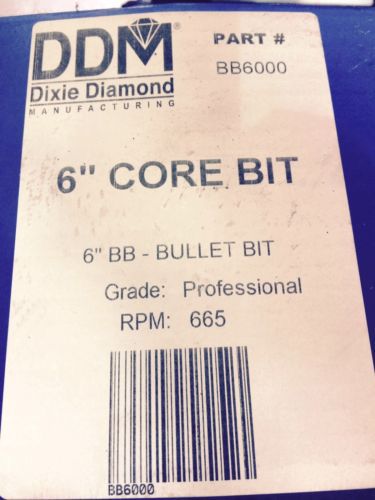 DDM®
Dixie Diamond
MANUFACTURING
PART #
BB6000
6" CORE BIT
6" BB - BULLET BIT
Grade: Professional
RPM: 665
BB6000